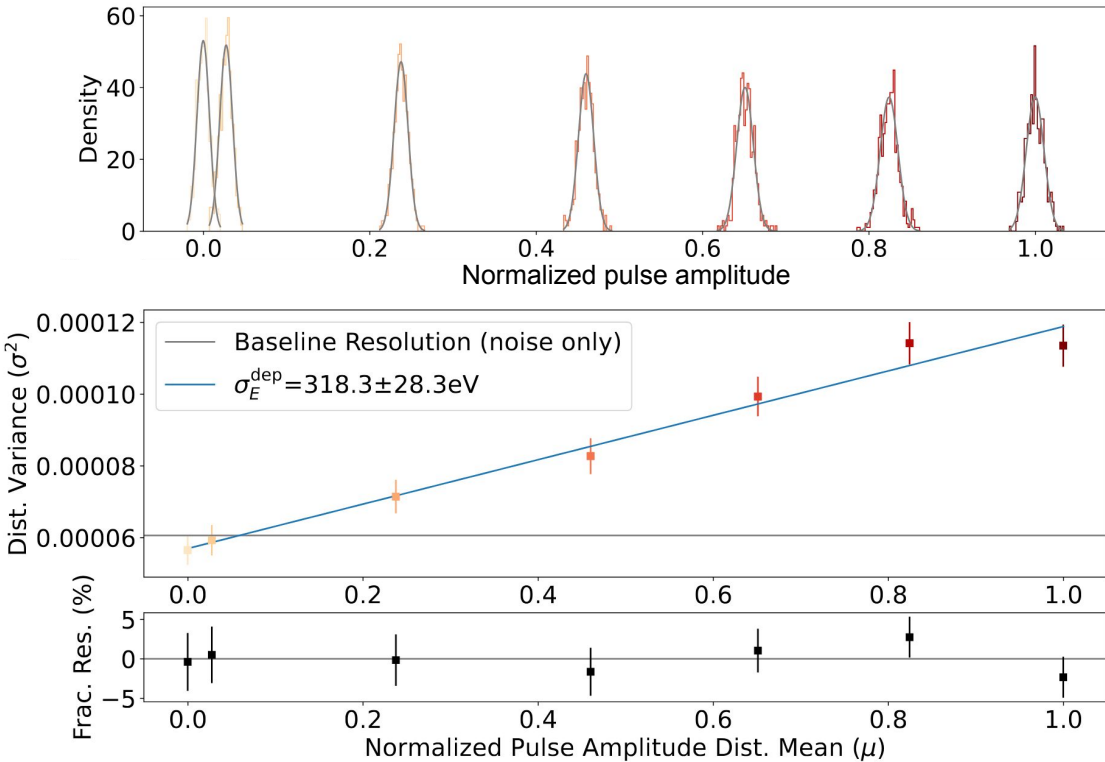 60
40
20
0
Density
0.0 0.2 0.4 0.6 0.8 1.0
Normalized pulse amplitude
0.00012
0.00010
0.00008
0.00006
Dist. Variance (σ²)
Baseline Resolution (noise only)
σ_E^dep=318.3±28.3eV
0.0 0.2 0.4 0.6 0.8 1.0
5
0
−5
Frac. Res. (%)
0.0 0.2 0.4 0.6 0.8 1.0
Normalized Pulse Amplitude Dist. Mean (μ)